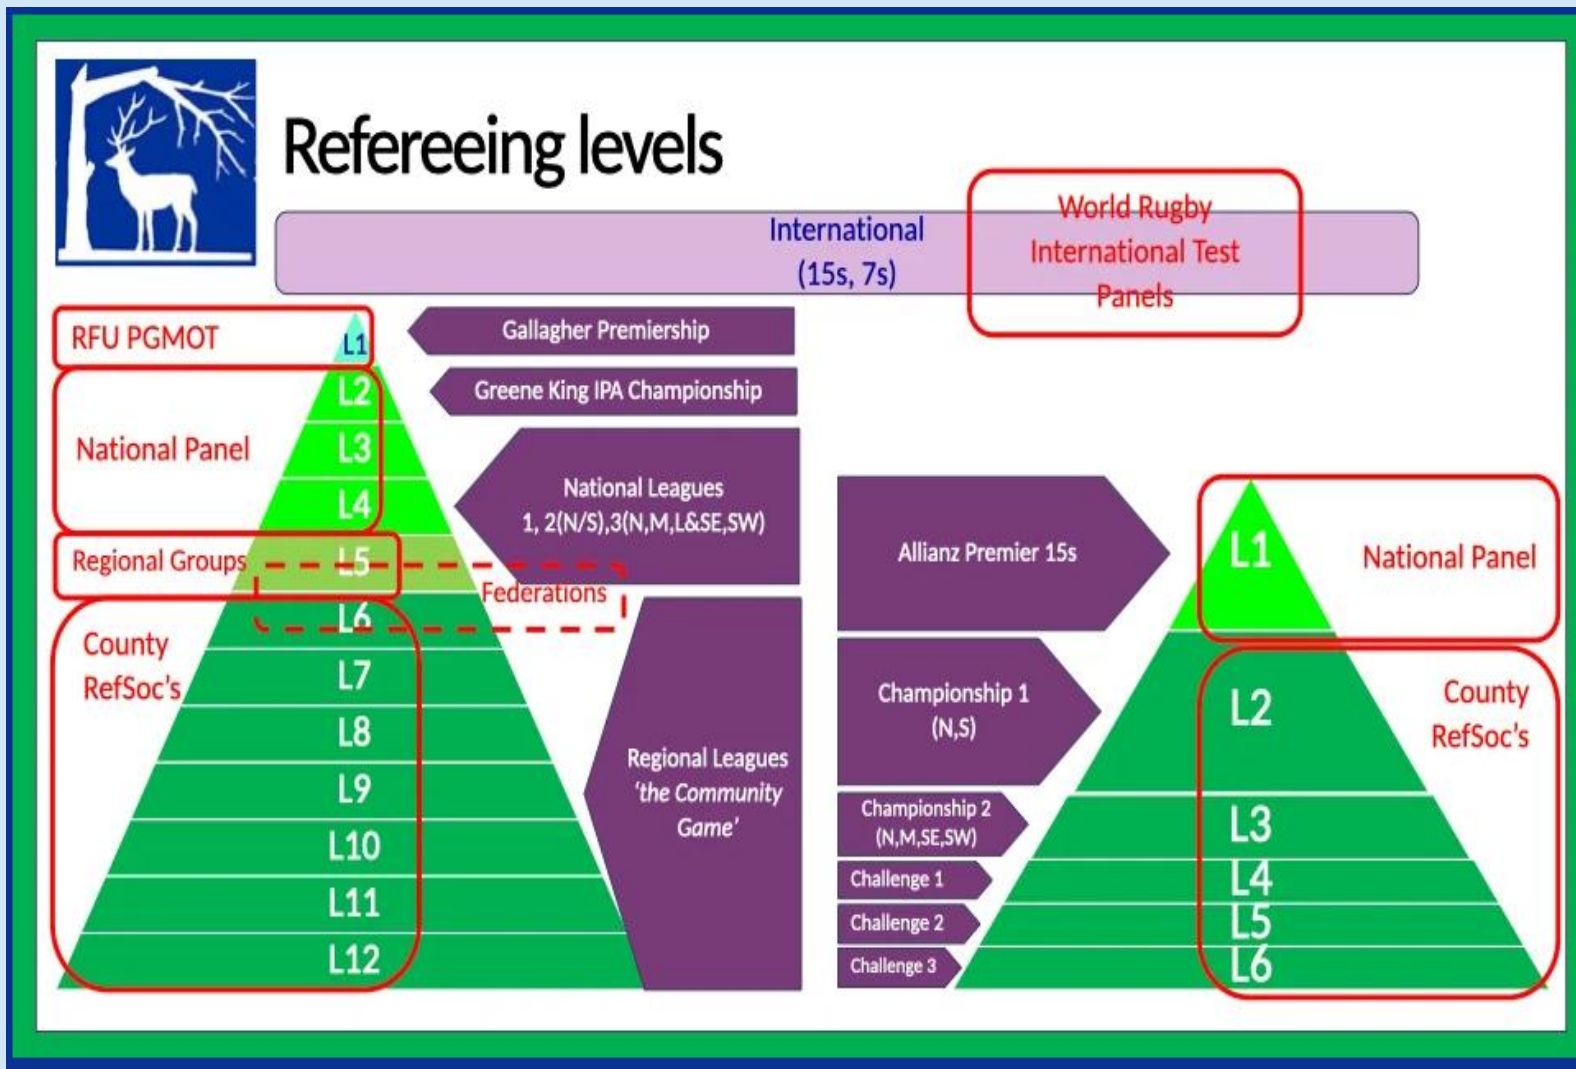 Refereeing levels
International
(15s, 7s)
World Rugby
International Test
Panels
RFU PGMOT
L1
Gallagher Premiership
L2
Greene King IPA Championship
National Panel
L3
L4
National Leagues
1, 2(N/S),3(N,M,L&SE,SW)
Regional Groups
L5
Federations
L6
County
RefSoc's
L7
L8
L9
L10
L11
L12
Regional Leagues
'the Community
Game'
Allianz Premier 15s
L1
National Panel
Championship 1
(N,S)
L2
County
RefSoc's
Championship 2
(N,M,SE,SW)
L3
Challenge 1
L4
Challenge 2
L5
Challenge 3
L6